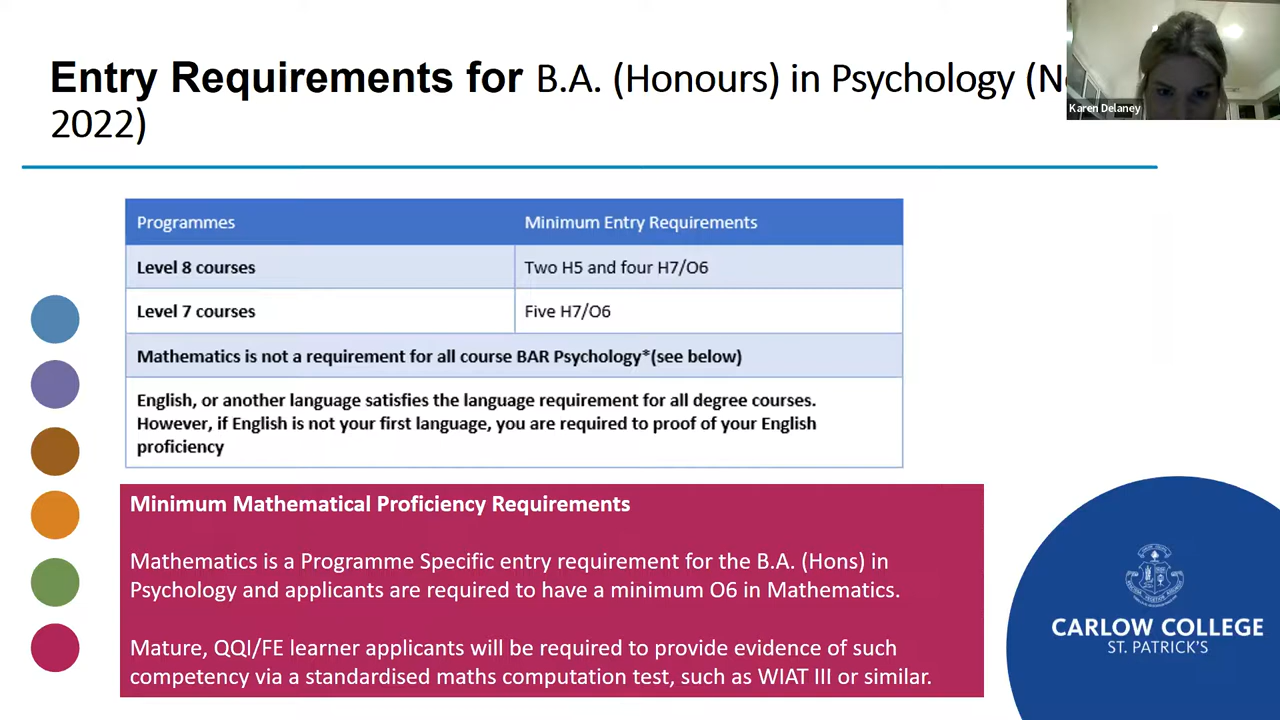 Entry Requirements for B.A. (Honours) in Psychology
2022)
Karen Delaney
Programmes Minimum Entry Requirements
Level 8 courses Two H5 and four H7/O6
Level 7 courses Five H7/O6
Mathematics is not a requirement for all course BAR Psychology*(see below)
English, or another language satisfies the language requirement for all degree courses.
However, if English is not your first language, you are required to proof of your English
proficiency
Minimum Mathematical Proficiency Requirements
Mathematics is a Programme Specific entry requirement for the B.A. (Hons) in
Psychology and applicants are required to have a minimum O6 in Mathematics.
Mature, QQI/FE learner applicants will be required to provide evidence of such
competency via a standardised maths computation test, such as WIAT III or similar.
CARLOW COLLEGE
ST. PATRICK'S